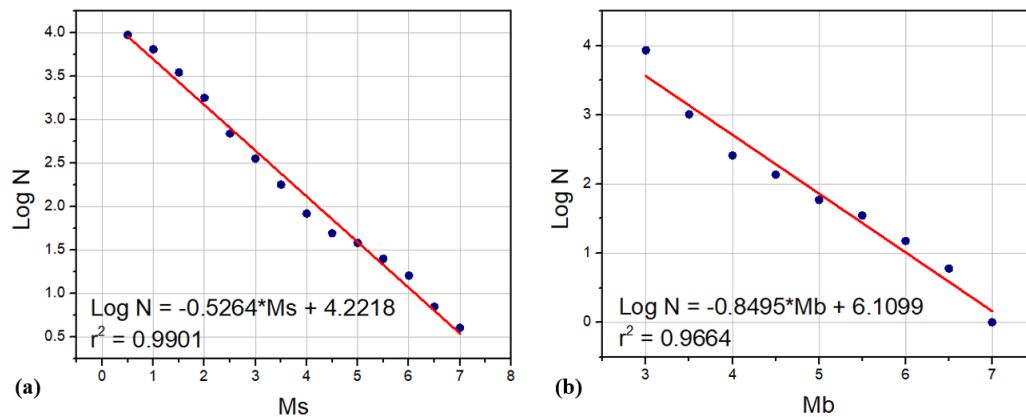 4.0
3.5
3.0
2.5
2.0
1.5
1.0
0.5
Log N
Log N = -0.5264*Ms + 4.2218
r² = 0.9901
0 1 2 3 4 5 6 7 8
(a)
Ms
4
3
2
1
0
Log N
Log N = -0.8495*Mb + 6.1099
r² = 0.9664
3 4 5 6 7
(b)
Mb